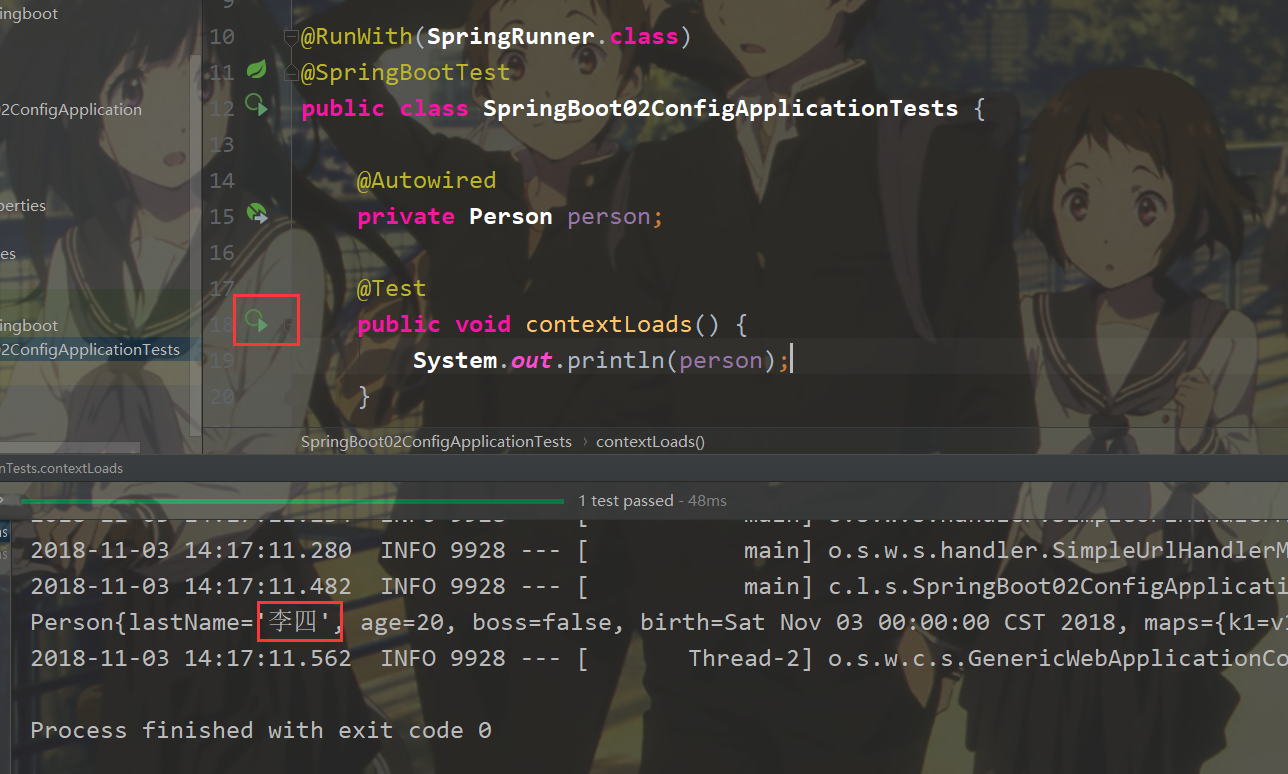 ingboot
02ConfigApplication
perties
es
ingboot
02ConfigApplicationTests
9
10 @RunWith(SpringRunner.class)
11 @SpringBootTest
12 public class SpringBoot02ConfigApplicationTests {
13
14 @Autowired
15 private Person person;
16
17 @Test
18 public void contextLoads() {
19 System.out.println(person);
20 }
SpringBoot02ConfigApplicationTests › contextLoads()
nTests.contextLoads
1 test passed - 48ms
2018-11-03 14:17:11.280  INFO 9928 --- [           main] o.s.w.s.handler.SimpleUrlHandlerM
2018-11-03 14:17:11.482  INFO 9928 --- [           main] c.l.s.SpringBoot02ConfigApplicati
Person{lastName='李四', age=20, boss=false, birth=Sat Nov 03 00:00:00 CST 2018, maps={k1=v1
2018-11-03 14:17:11.562  INFO 9928 --- [       Thread-2] o.s.w.c.s.GenericWebApplicationCo
Process finished with exit code 0